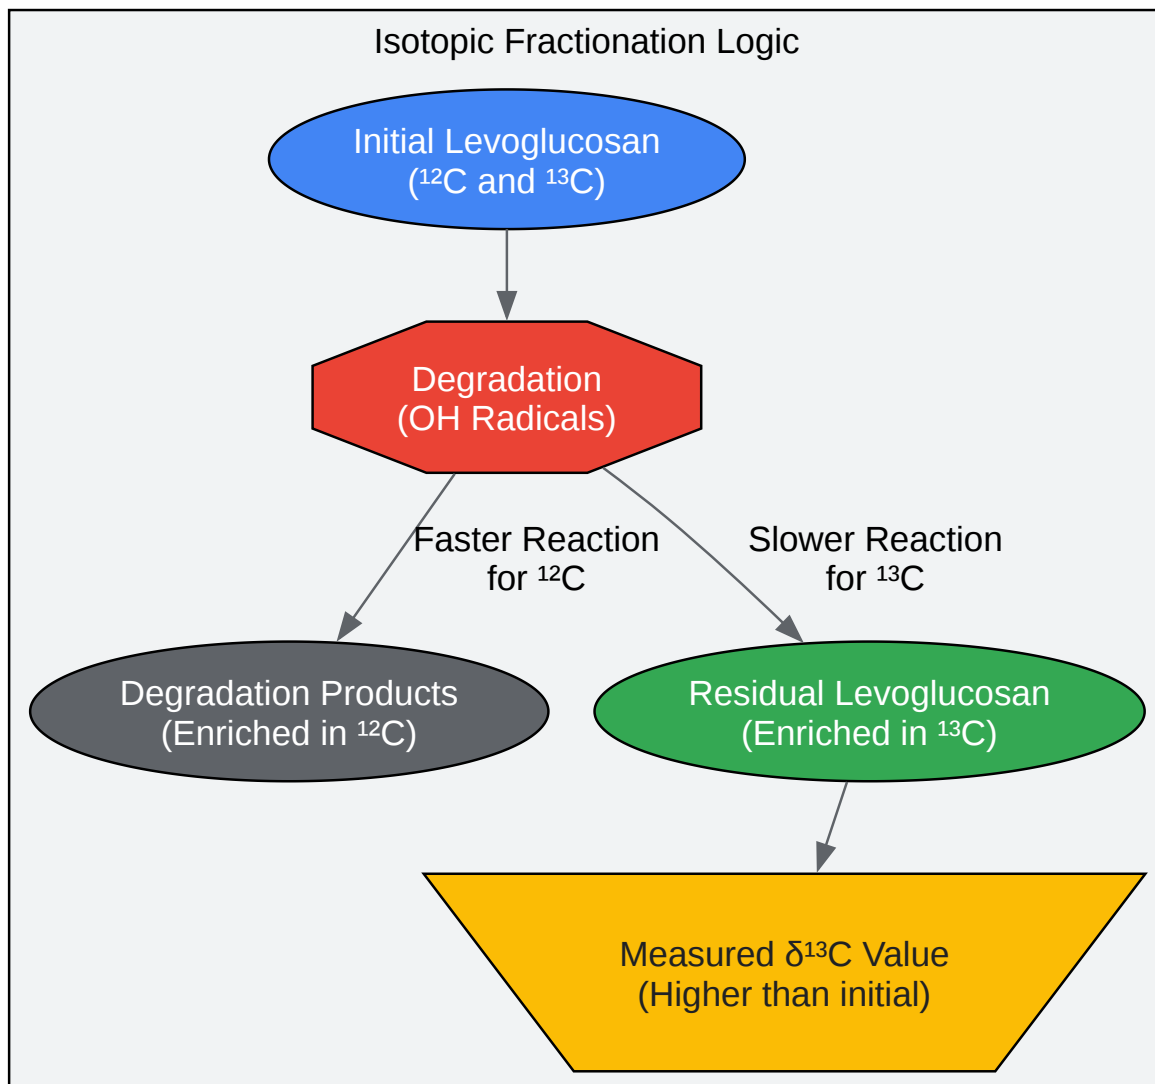 Isotopic Fractionation Logic
Initial Levoglucosan
(¹²C and ¹³C)
Degradation
(OH Radicals)
Faster Reaction
for ¹²C
Slower Reaction
for ¹³C
Degradation Products
(Enriched in ¹²C)
Residual Levoglucosan
(Enriched in ¹³C)
Measured δ¹³C Value
(Higher than initial)